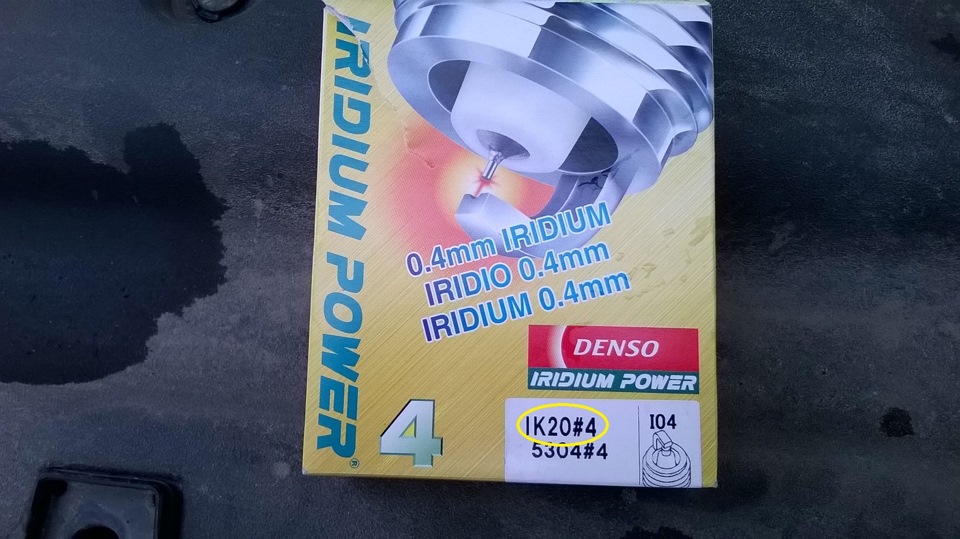 IRIDIUM POWER®
0.4mm IRIDIUM
IRIDIO 0.4mm
IRIDIUM 0.4mm
DENSO
IRIDIUM POWER
4
IK20#4
5304#4
I04